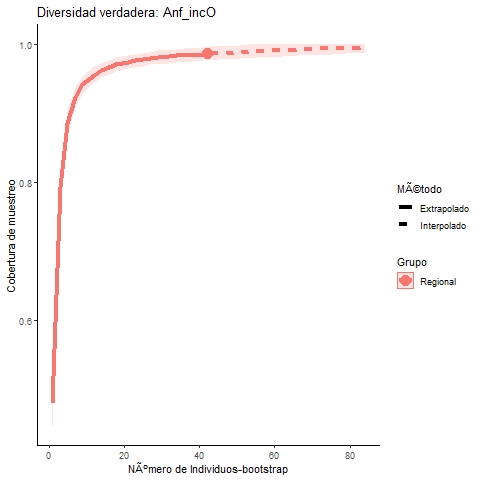 Diversidad verdadera: Anf_incO
1.0
0.8
0.6
Cobertura de muestreo
0
20
40
60
80
NÃºmero de Individuos-bootstrap
MÃ©todo
Extrapolado
Interpolado
Grupo
Regional